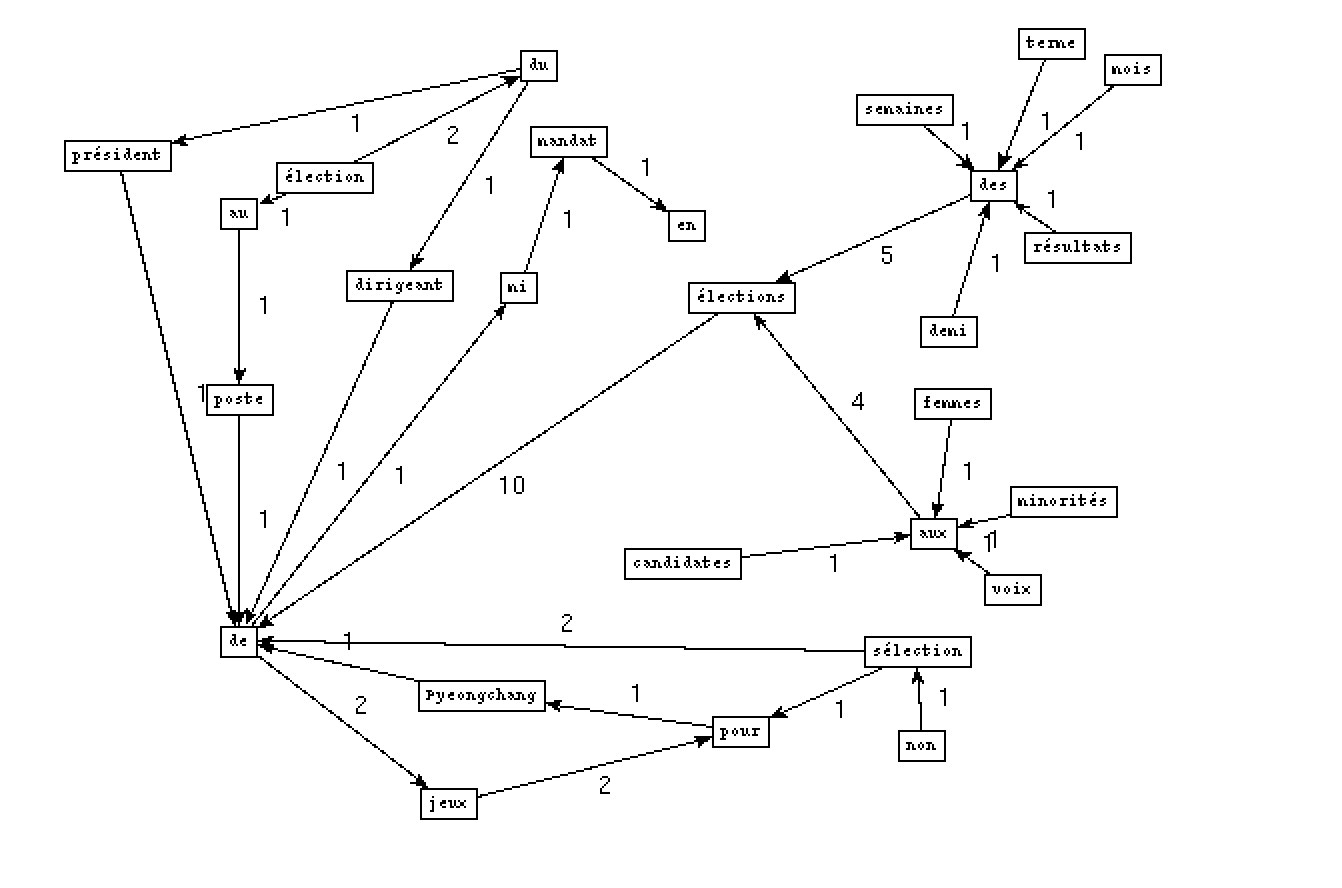 terme
du
mois
semaines
1
2
1
1
1
mandat
président
1
élection
1
des
1
au
1
1
en
résultats
5
1
dirigeant
mi
élections
1
demi
1
poste
4
femmes
1
1
1
10
minorités
1
aux
1
1
candidates
1
voix
2
de
1
sélection
Pyeongchang
1
1
2
1
pour
non
2
jeux